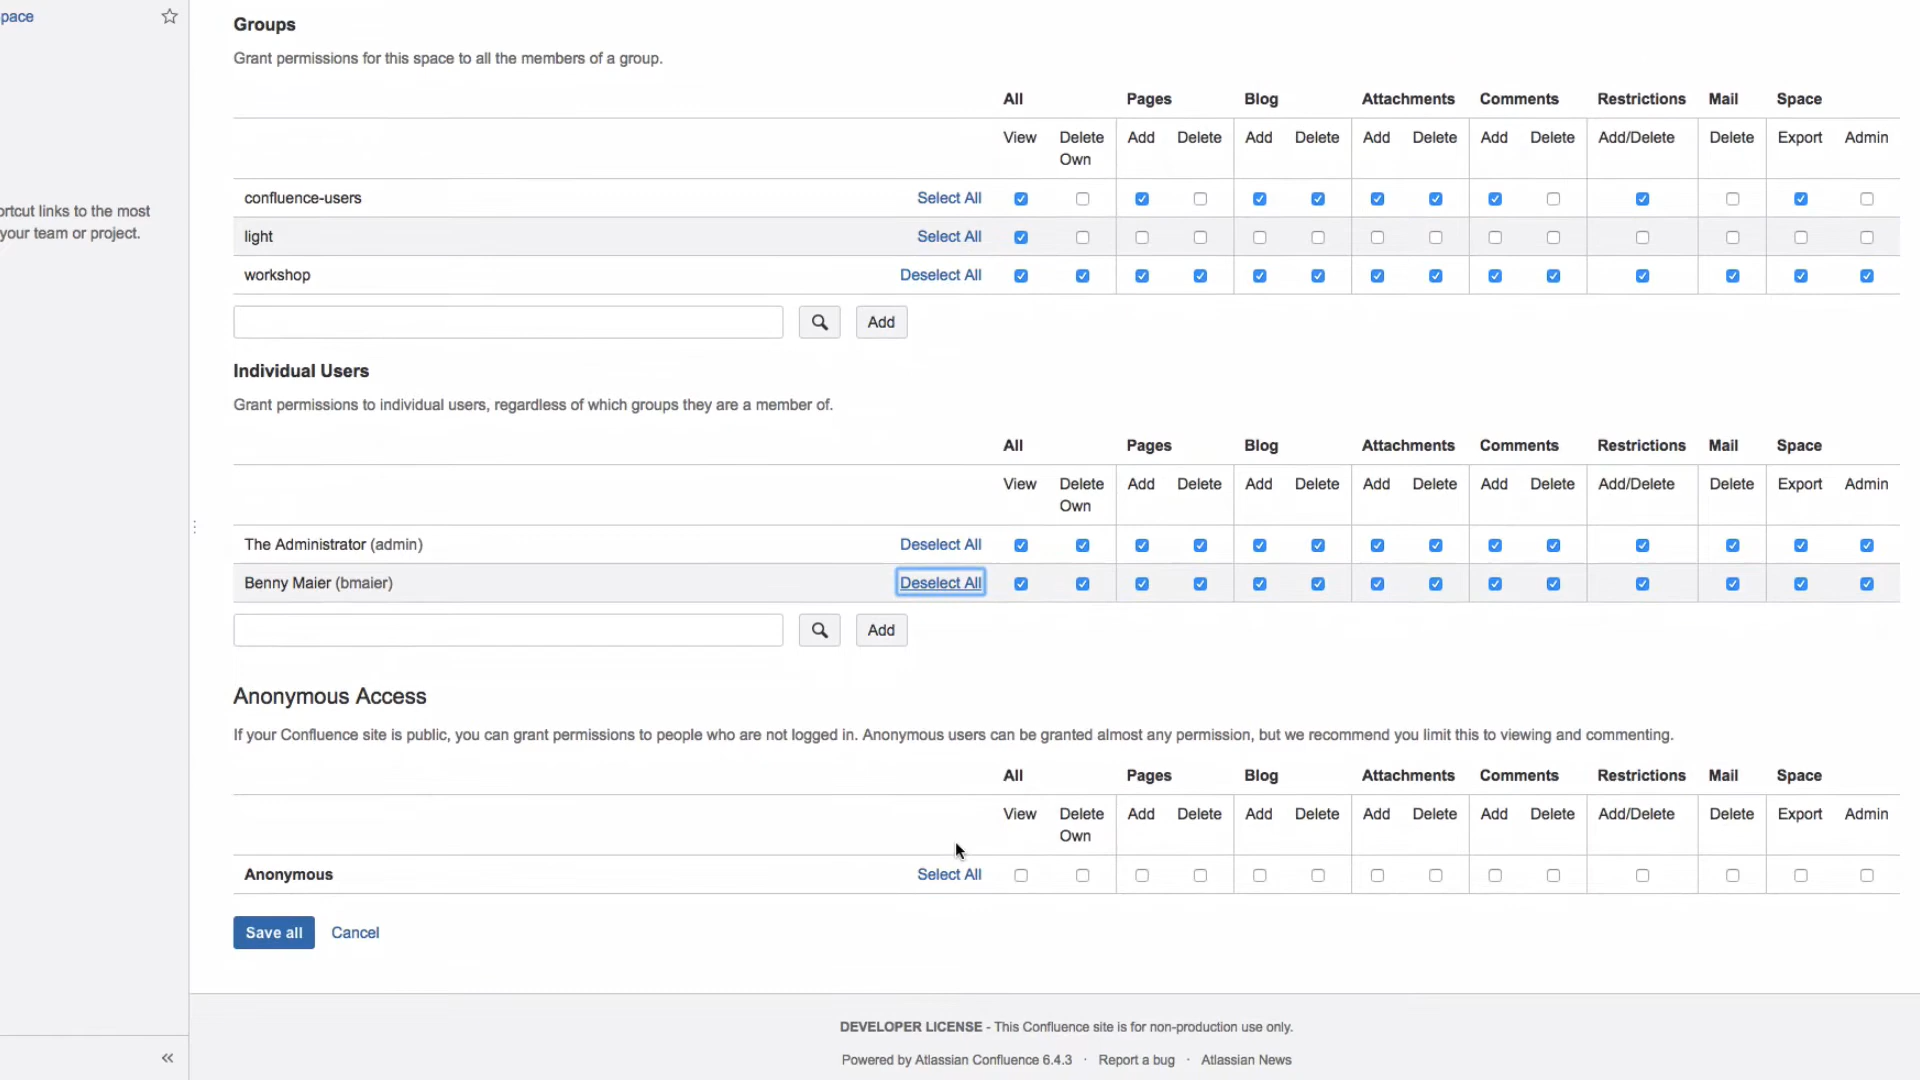 pace
Groups
Grant permissions for this space to all the members of a group.
All Pages Blog Attachments Comments Restrictions Mail Space
View Delete Own Add Delete Add Delete Add Delete Add Delete Add/Delete Delete Export Admin
confluence-users Select All
ortcut links to the most
your team or project.
light Select All
workshop Deselect All
Add
Individual Users
Grant permissions to individual users, regardless of which groups they are a member of.
All Pages Blog Attachments Comments Restrictions Mail Space
View Delete Own Add Delete Add Delete Add Delete Add Delete Add/Delete Delete Export Admin
The Administrator (admin) Deselect All
Benny Maier (bmaier) Deselect All
Add
Anonymous Access
If your Confluence site is public, you can grant permissions to people who are not logged in. Anonymous users can be granted almost any permission, but we recommend you limit this to viewing and commenting.
All Pages Blog Attachments Comments Restrictions Mail Space
View Delete Own Add Delete Add Delete Add Delete Add Delete Add/Delete Delete Export Admin
Anonymous Select All
Save all Cancel
DEVELOPER LICENSE - This Confluence site is for non-production use only.
Powered by Atlassian Confluence 6.4.3 · Report a bug · Atlassian News